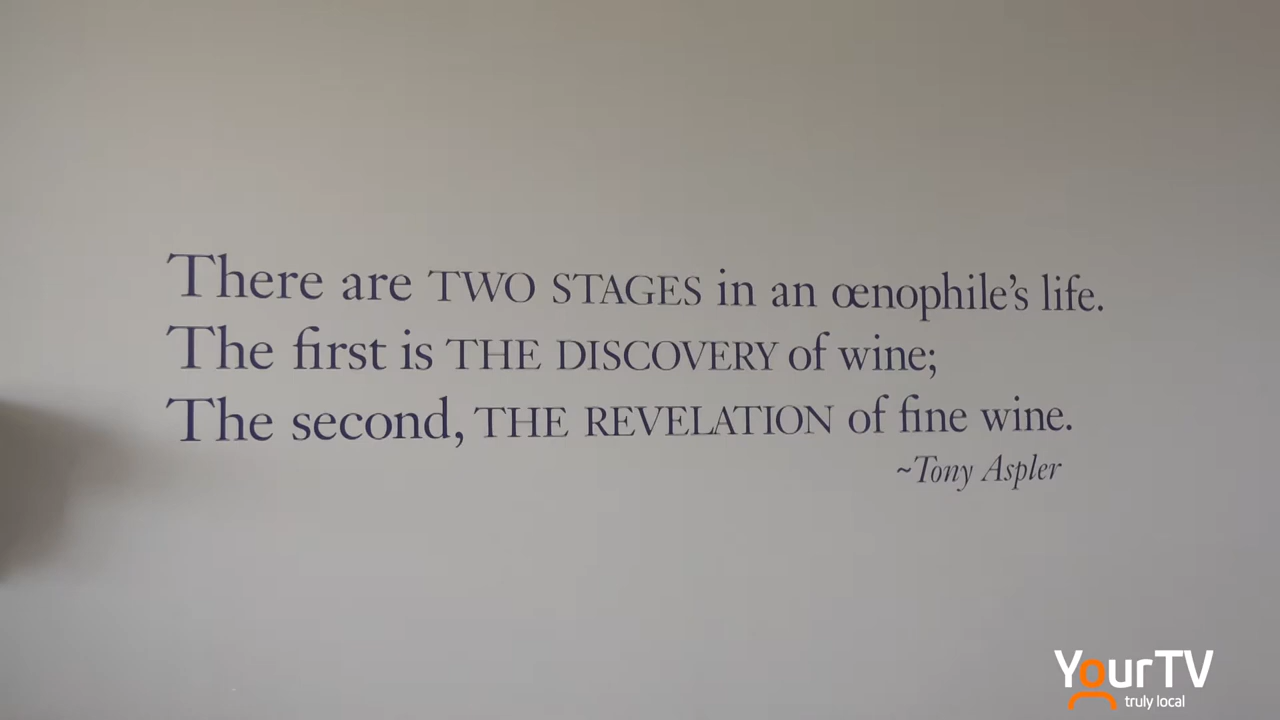 There are TWO STAGES in an œnophile’s life.
The first is THE DISCOVERY of wine;
The second, THE REVELATION of fine wine.
~Tony Aspler
YourTV
truly local